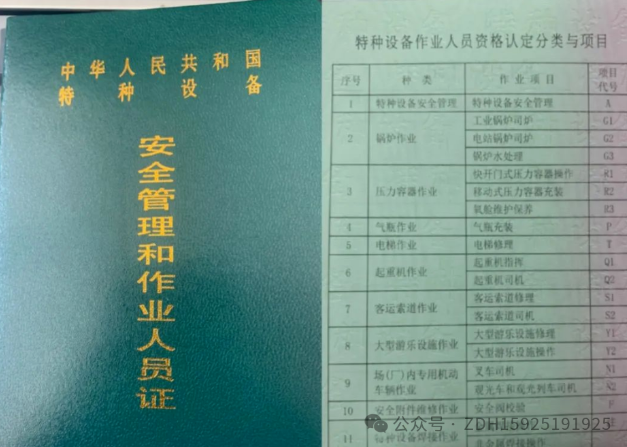 中华人民共和国
特种设备
安全管理和作业人员证
特种设备作业人员资格认定分类与项目
序号 种类 作业项目 项目代号
1 特种设备安全管理 特种设备安全管理 A
2 锅炉作业 工业锅炉司炉 G1
电站锅炉司炉 G2
锅炉水处理 G3
3 压力容器作业 快开门式压力容器操作 R1
移动式压力容器充装 R2
氧舱维护保养 R3
4 气瓶作业 气瓶充装 P
5 电梯作业 电梯修理 T
6 起重机作业 起重机指挥 Q1
起重机司机 Q2
7 客运索道作业 客运索道修理 S1
客运索道司机 S2
8 大型游乐设施作业 大型游乐设施修理 Y1
大型游乐设施操作 Y2
9 场(厂)内专用机动车辆作业 叉车司机 N1
观光车和观光列车司机 N2
10 安全附件维修作业 安全阀校验 F
11 特种设备焊接作业
公众号 · ZDH15925191925